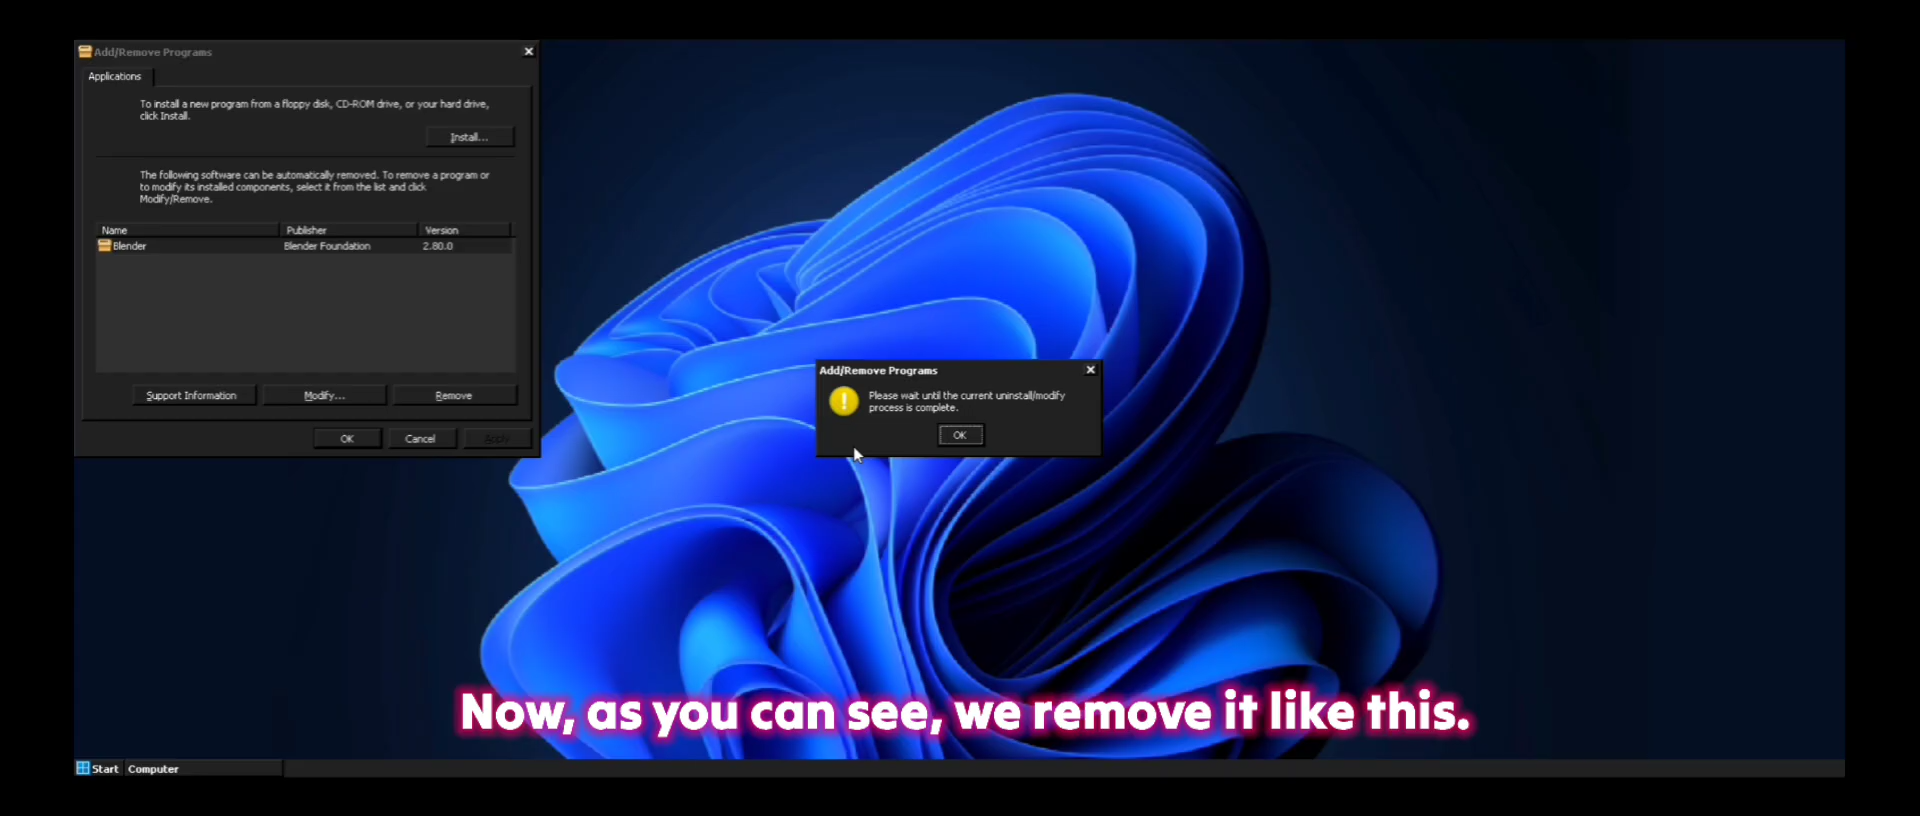 Add/Remove Programs
Applications
To install a new program from a floppy disk, CD-ROM drive, or your hard drive,
click Install.
Install...
The following software can be automatically removed. To remove a program or
to modify its installed components, select it from the list and click
Modify/Remove.
Name Publisher Version
Blender Blender Foundation 2.80.0
Support Information Modify... Remove
OK Cancel Apply
Add/Remove Programs
Please wait until the current uninstall/modify
process is complete.
OK
Now, as you can see, we remove it like this.
Start Computer